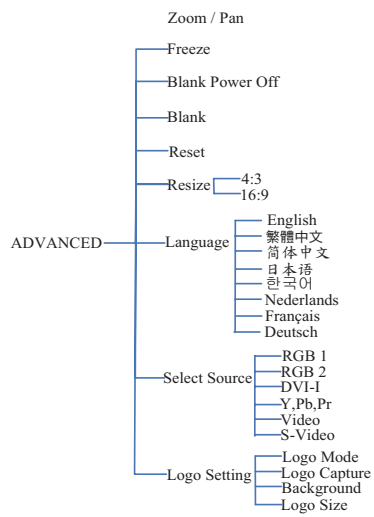 Zoom / Pan
Freeze
Blank Power Off
Blank
Reset
Resize
4:3
16:9
ADVANCED
Language
English
繁體中文
简体中文
日本语
한국어
Nederlands
Français
Deutsch
Select Source
RGB 1
RGB 2
DVI-I
Y,Pb,Pr
Video
S-Video
Logo Setting
Logo Mode
Logo Capture
Background
Logo Size